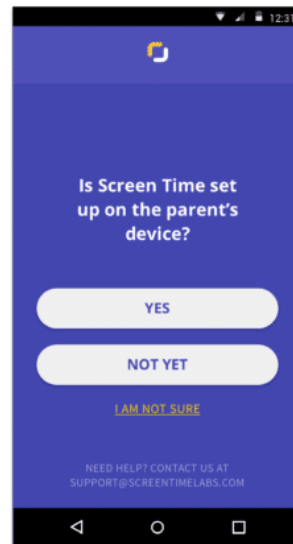 12:31
Is Screen Time set
up on the parent's
device?
YES
NOT YET
I AM NOT SURE
NEED HELP? CONTACT US AT
SUPPORT@SCREENTIMELABS.COM